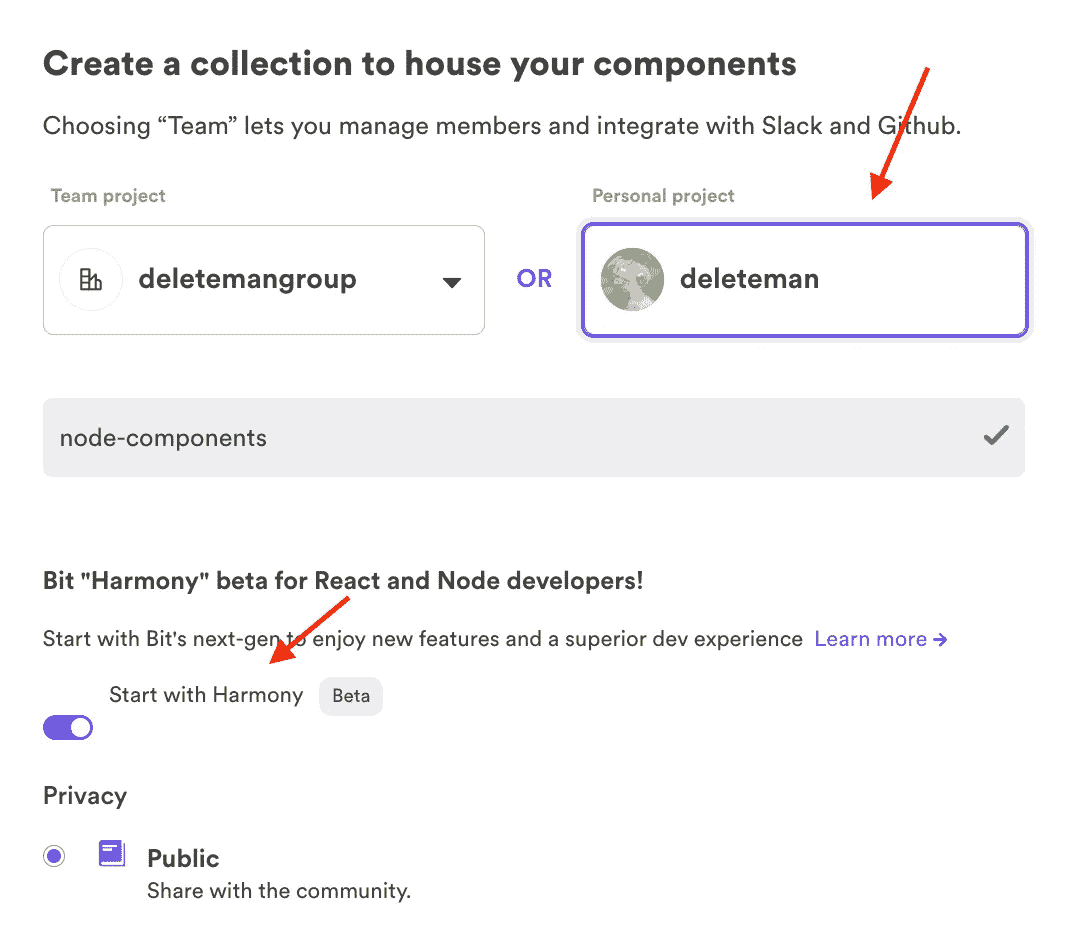 Create a collection to house your components
Choosing “Team” lets you manage members and integrate with Slack and Github.
Team project
Personal project
deletemangroup
OR
deleteman
node-components
Bit "Harmony" beta for React and Node developers!
Start with Bit's next-gen to enjoy new features and a superior dev experience Learn more →
Start with Harmony Beta
Privacy
Public
Share with the community.